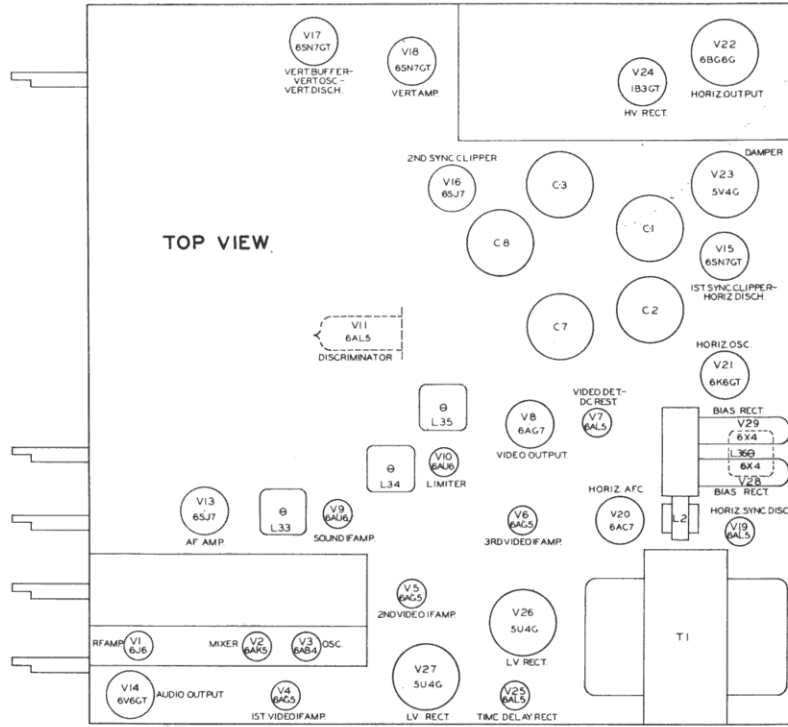 V17
6SN7GT
VERT. BUFFER-
VERT OSC-
VERT. DISCH.
V18
6SN7GT
VERT. AMP.
V24
1B3GT
HV RECT.
V22
6BG6G
HORIZ. OUTPUT
2ND SYNC CLIPPER
V16
6SJ7
C-3
DAMPER
V23
5V4G
TOP VIEW
C8
C-1
V15
6SN7GT
1ST SYNC CLIPPER-
HORIZ DISCH.
V11
6AL5
DISCRIMINATOR
C7
C-2
HORIZ OSC.
V21
6K6GT
L35
V8
6AG7
VIDEO OUTPUT.
VIDEO DET-
DC REST.
V7
6AL5
BIAS RECT.
V29
6X4
L36
6X4
V28
BIAS RECT.
L34
V10
6AU6
LIMITER
V13
6SJ7
AF AMP.
L33
V9
6AU6
SOUND IF AMP.
V6
6AG5
3RD VIDEO IF AMP.
HORIZ AFC
V20
6AC7
L2
HORIZ SYNC DISC
V19
6AL5
V5
6AG5
2ND VIDEO IF AMP.
V26
5U4G
LV RECT.
T1
RF AMP.
V1
6J6
MIXER
V2
6AK5
V3
6AB4
OSC.
V14
6V6GT
AUDIO OUTPUT
V4
6AG5
1ST VIDEO IF AMP.
V27
5U4G
LV RECT
V25
6AL5
TIME DELAY RECT